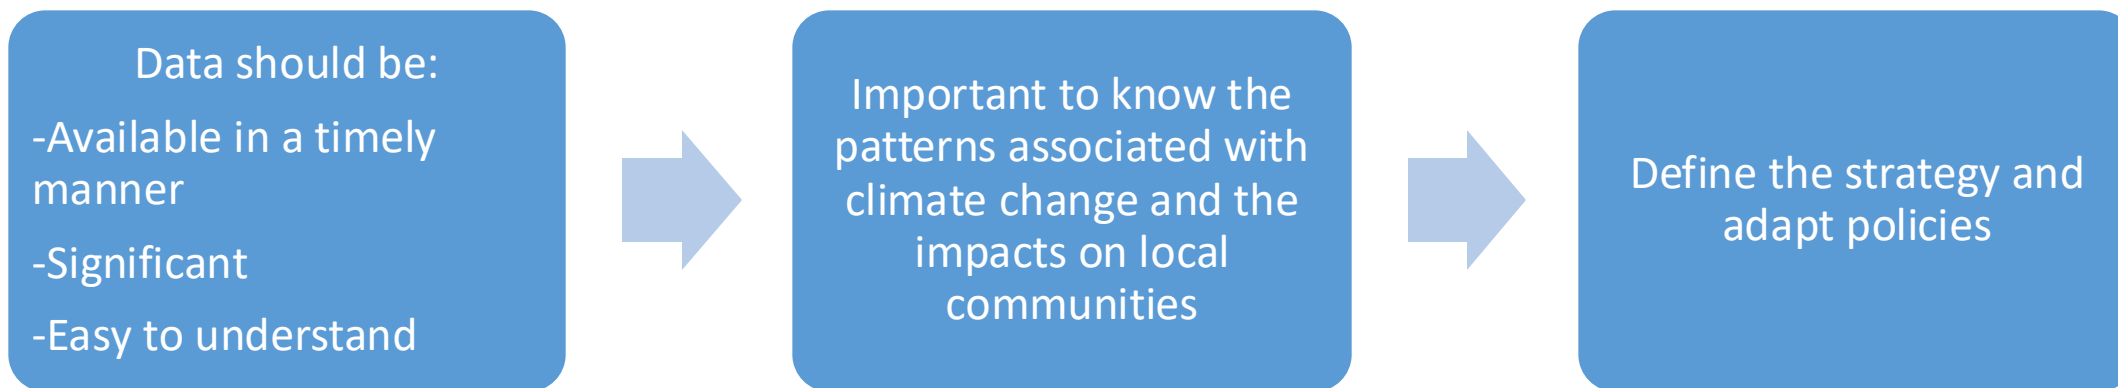 Data should be:
-Available in a timely
manner
-Significant
-Easy to understand
Important to know the
patterns associated with
climate change and the
impacts on local
communities
Define the strategy and
adapt policies